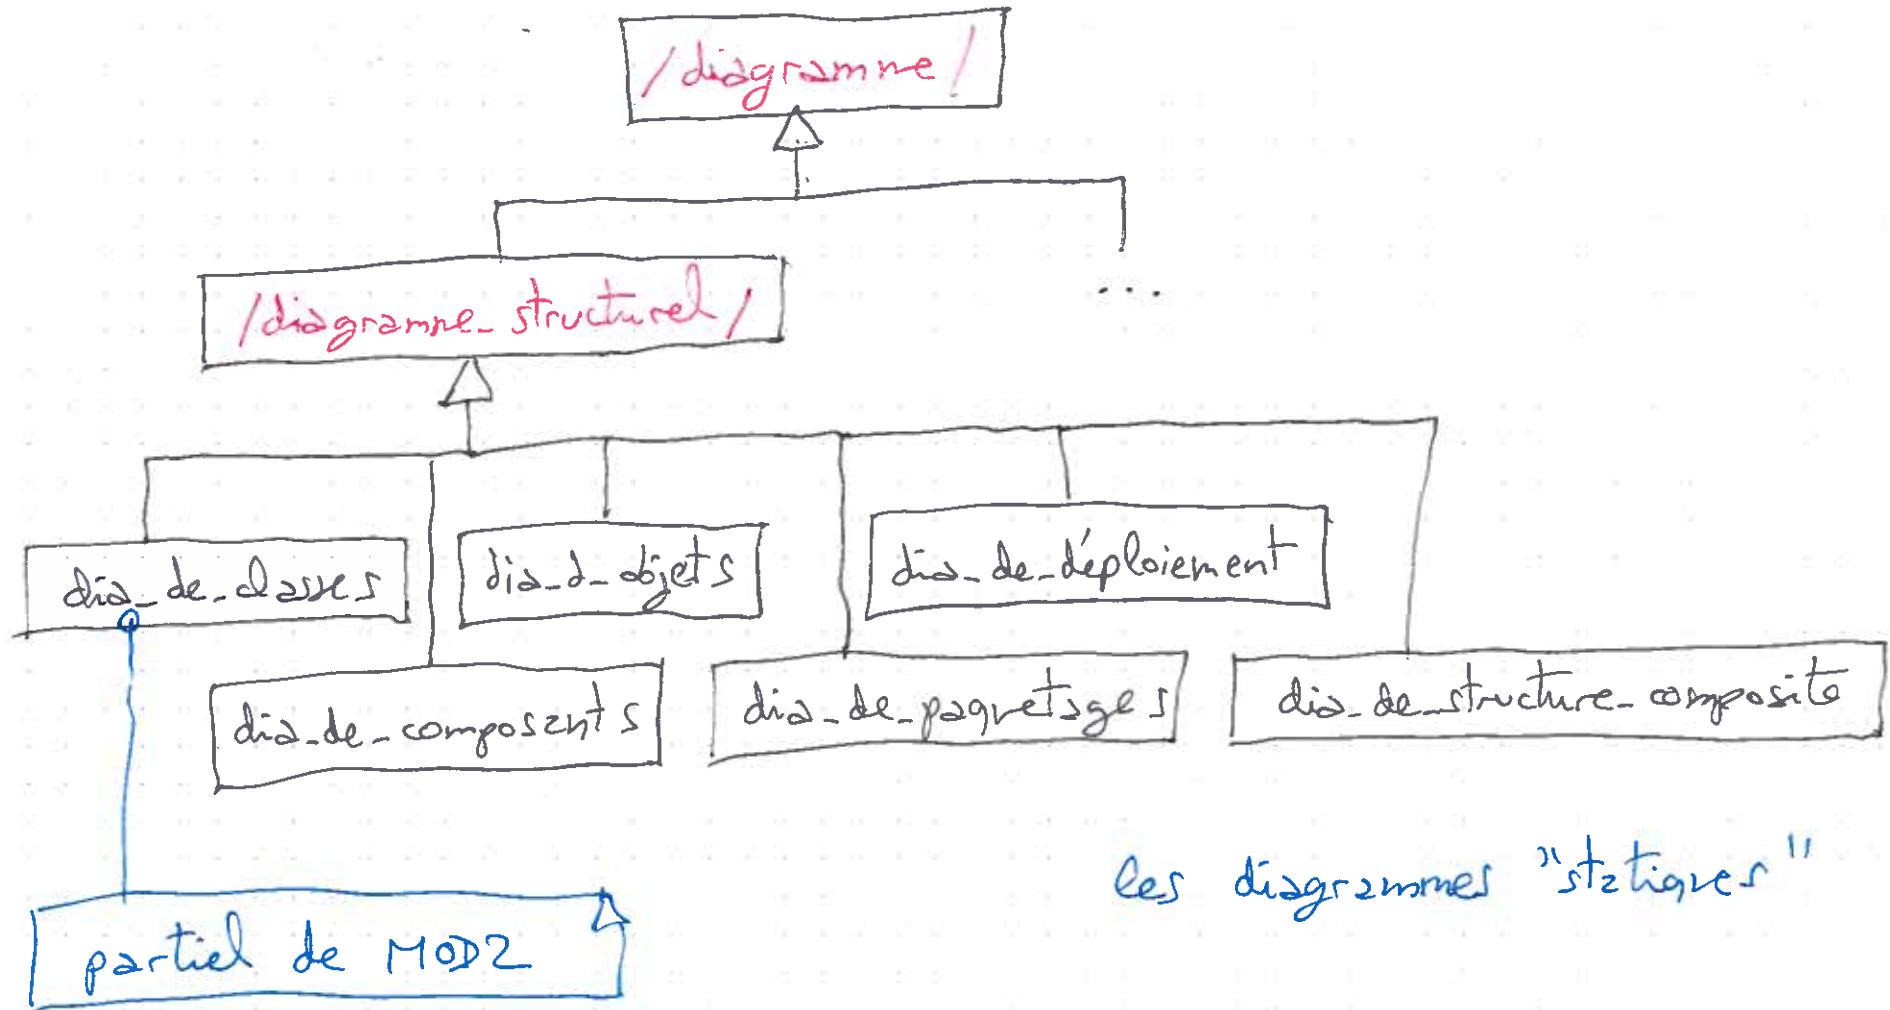 /diagramme/
/diagramme_structurel/
...
dia_de_classes
dia_d_objets
dia_de_déploiement
dia_de_composants
dia_de_paquetages
dia_de_structure_composite
les diagrammes "statiques"
partiel de MOD2